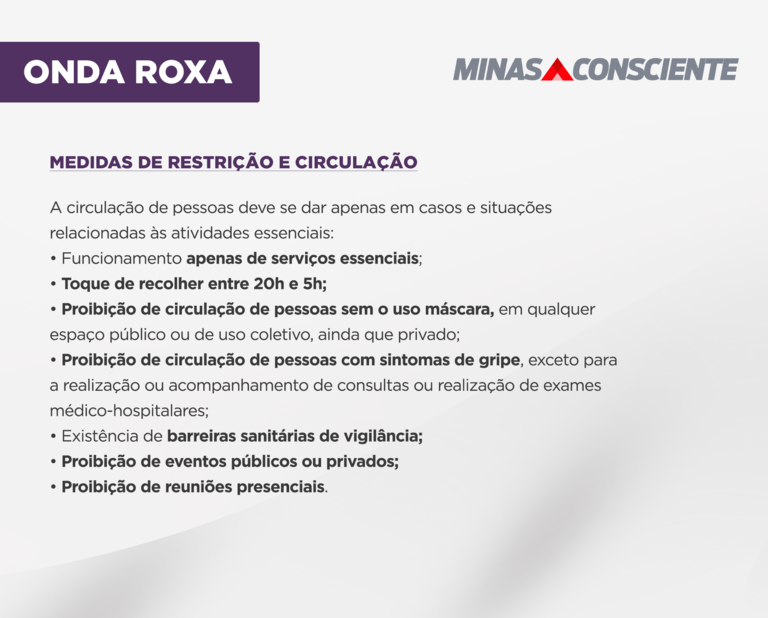 ONDA ROXA
MINAS CONSCIENTE
MEDIDAS DE RESTRIÇÃO E CIRCULAÇÃO
A circulação de pessoas deve se dar apenas em casos e situações
relacionadas às atividades essenciais:
• Funcionamento apenas de serviços essenciais;
• Toque de recolher entre 20h e 5h;
• Proibição de circulação de pessoas sem o uso máscara, em qualquer
espaço público ou de uso coletivo, ainda que privado;
• Proibição de circulação de pessoas com sintomas de gripe, exceto para
a realização ou acompanhamento de consultas ou realização de exames
médico-hospitalares;
• Existência de barreiras sanitárias de vigilância;
• Proibição de eventos públicos ou privados;
• Proibição de reuniões presenciais.